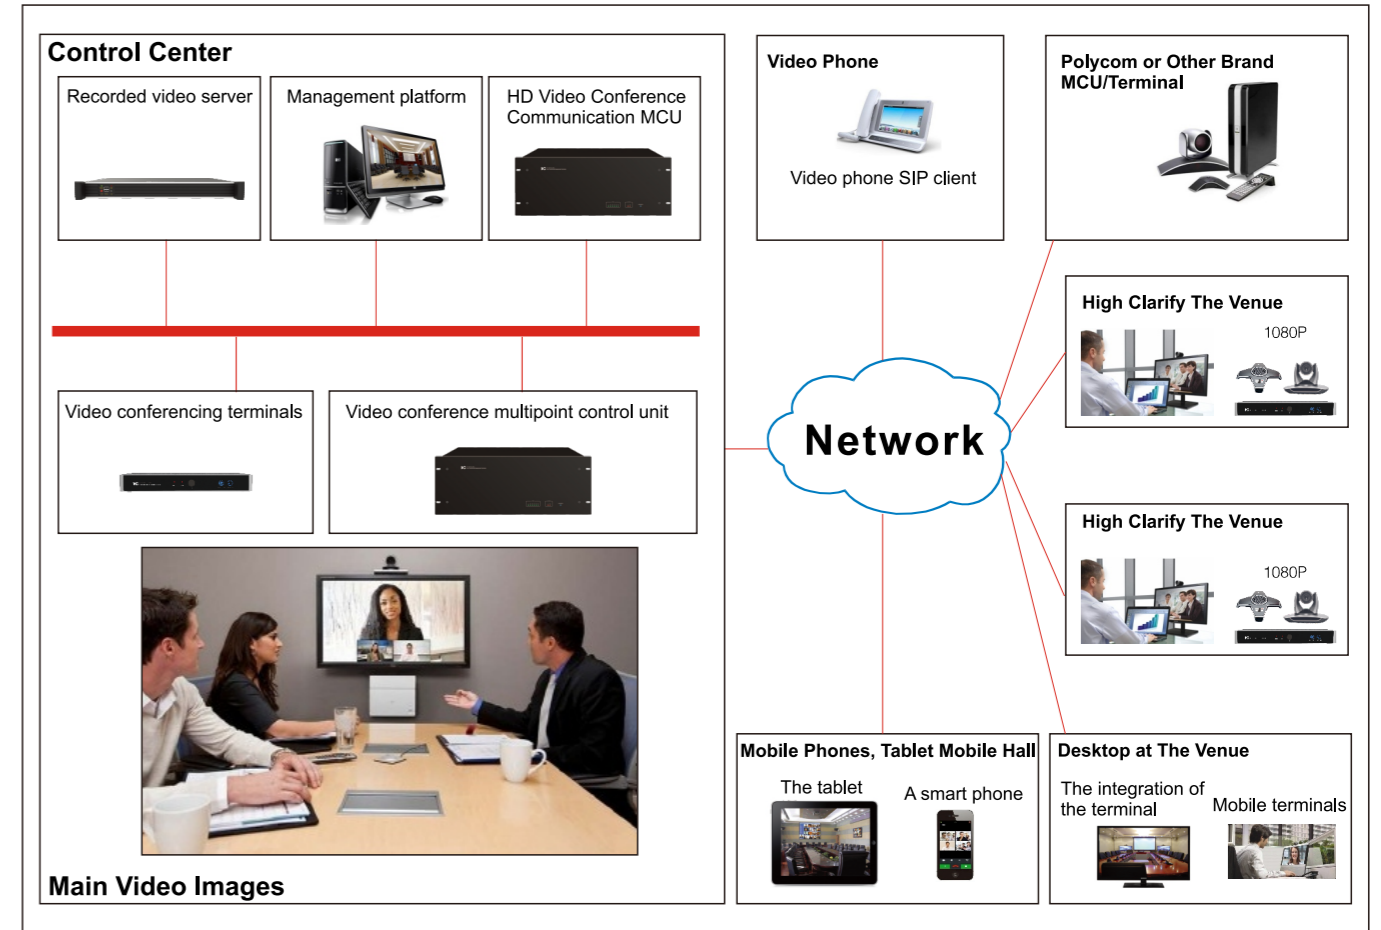 Control Center
Recorded video server
Management platform
HD Video Conference
Communication MCU
Video conferencing terminals
Video conference multipoint control unit
Main Video Images
Video Phone
Video phone SIP client
Polycom or Other Brand
MCU/Terminal
High Clarify The Venue
1080P
Network
High Clarify The Venue
1080P
Mobile Phones, Tablet Mobile Hall
The tablet
A smart phone
Desktop at The Venue
The integration of
the terminal
Mobile terminals